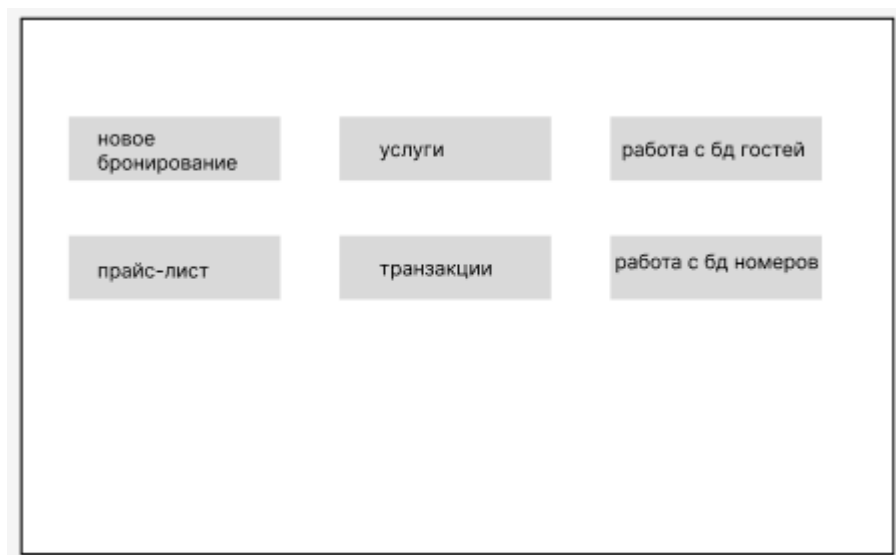 новое
бронирование
услуги
работа с бд гостей
прайс-лист
транзакции
работа с бд номеров